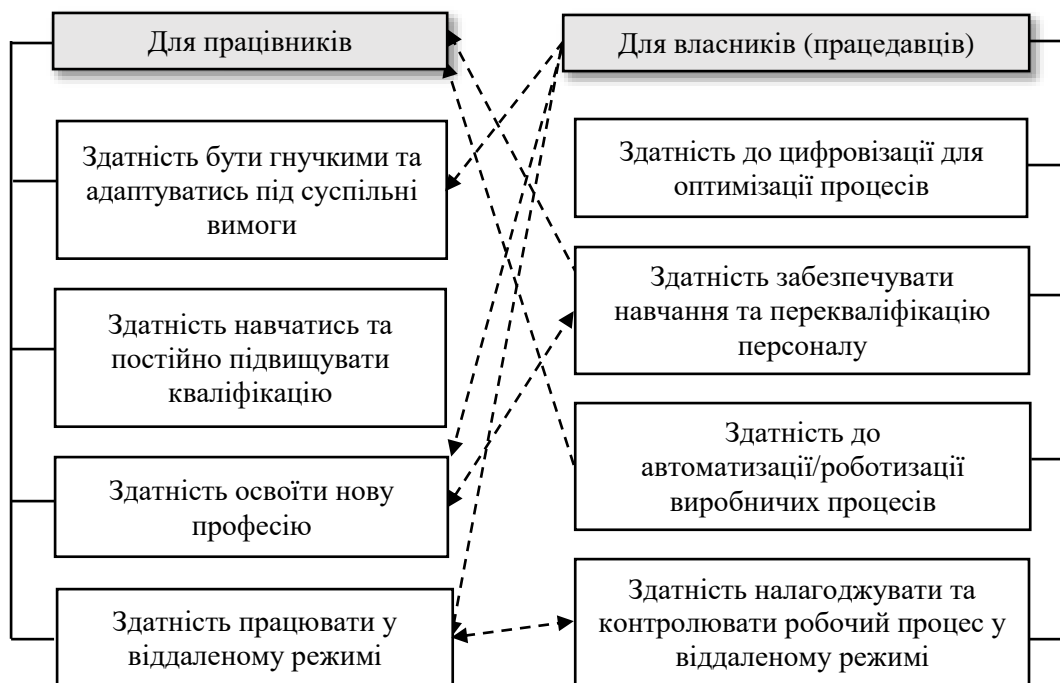 Для працівників
Здатність бути гнучкими та
адаптуватись під суспільні
вимоги
Здатність навчатись та
постійно підвищувати
кваліфікацію
Здатність освоїти нову
професію
Здатність працювати у
віддаленому режимі
Для власників (працедавців)
Здатність до цифровізації для
оптимізації процесів
Здатність забезпечувати
навчання та перекваліфікацію
персоналу
Здатність до
автоматизації/роботизації
виробничих процесів
Здатність налагоджувати та
контролювати робочий процес у
віддаленому режимі